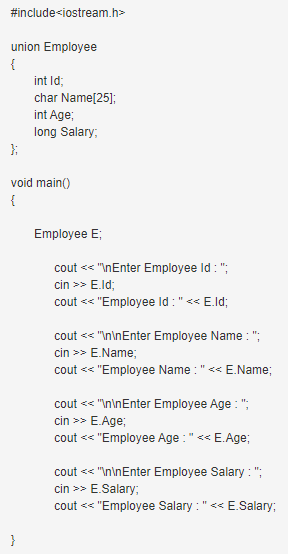 #include<iostream.h>
union Employee
{
int Id;
char Name[25];
int Age;
long Salary;
};
void main()
{
Employee E;
cout << "\nEnter Employee Id : ";
cin >> E.Id;
cout << "Employee Id : " << E.Id;
cout << "\n\nEnter Employee Name : ";
cin >> E.Name;
cout << "Employee Name : " << E.Name;
cout << "\n\nEnter Employee Age : ";
cin >> E.Age;
cout << "Employee Age : " << E.Age;
cout << "\n\nEnter Employee Salary : ";
cin >> E.Salary;
cout << "Employee Salary : " << E.Salary;
}